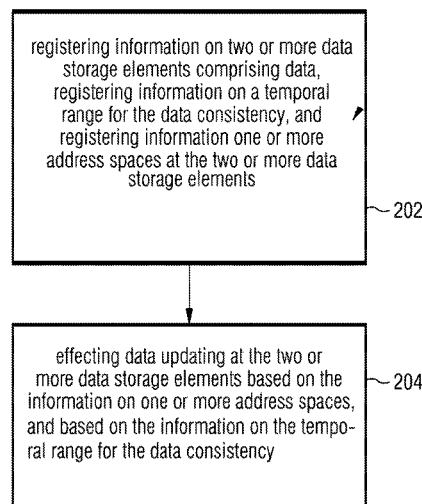 registering information on two or more data
storage elements comprising data,
registering information on a temporal
range for the data consistency, and
registering information one or more
address spaces at the two or more data
storage elements
202
effecting data updating at the two or
more data storage elements based on the
information on one or more address spaces,
and based on the information on the tempo-
ral range for the data consistency
204